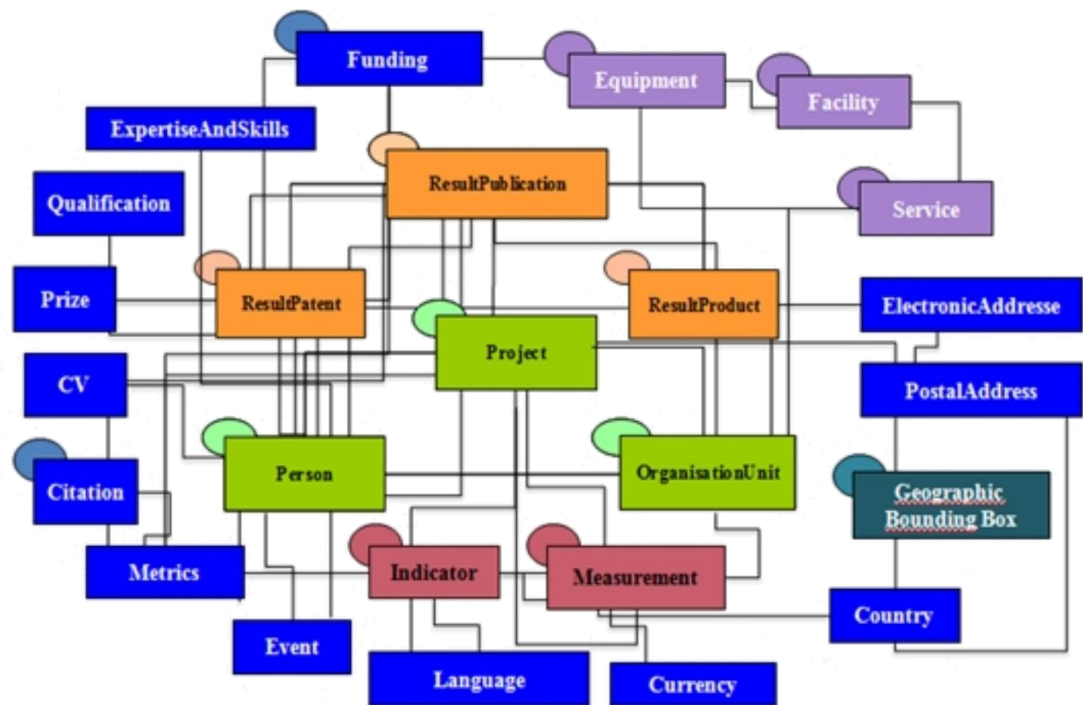 Funding
Equipment
Facility
ExpertiseAndSkills
ResultPublication
Qualification
Service
Prize
ResultPatent
ResultProduct
ElectronicAddresse
Project
CV
PostalAddress
Person
OrganisationUnit
Citation
Geographic
Bounding Box
Metrics
Indicator
Measurement
Country
Event
Language
Currency